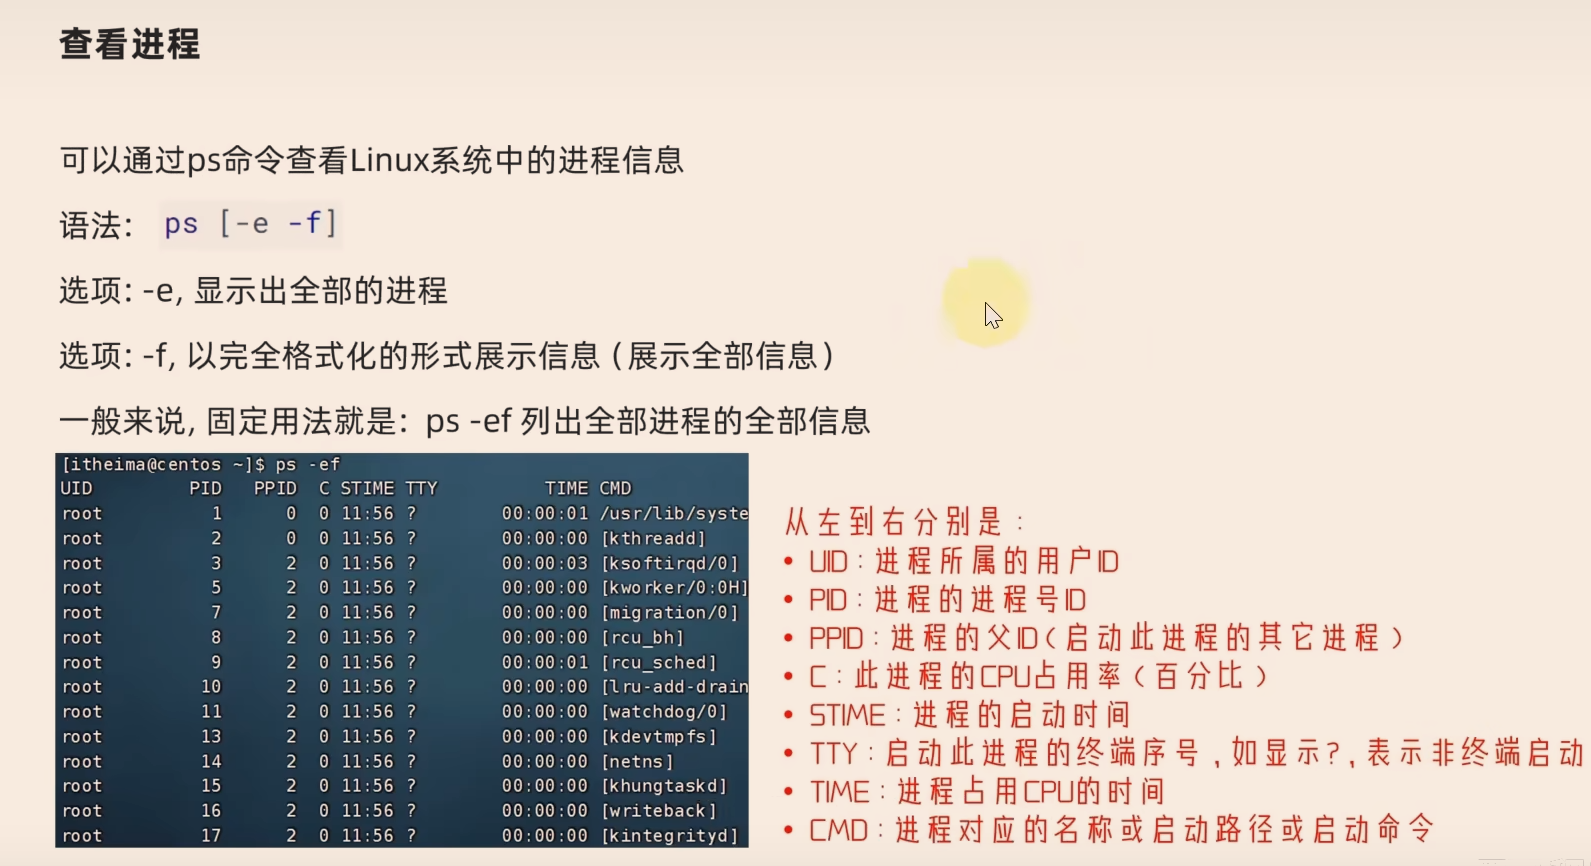 查看进程
可以通过ps命令查看Linux系统中的进程信息
语法： ps [-e -f]
选项: -e, 显示出全部的进程
选项: -f, 以完全格式化的形式展示信息（展示全部信息）
一般来说, 固定用法就是：ps -ef 列出全部进程的全部信息
[itheima@centos ~]$ ps -ef
UID PID PPID C STIME TTY TIME CMD
root 1 0 0 11:56 ? 00:00:01 /usr/lib/syste
root 2 0 0 11:56 ? 00:00:00 [kthreadd]
root 3 2 0 11:56 ? 00:00:03 [ksoftirqd/0]
root 5 2 0 11:56 ? 00:00:00 [kworker/0:0H]
root 7 2 0 11:56 ? 00:00:00 [migration/0]
root 8 2 0 11:56 ? 00:00:00 [rcu_bh]
root 9 2 0 11:56 ? 00:00:01 [rcu_sched]
root 10 2 0 11:56 ? 00:00:00 [lru-add-drain
root 11 2 0 11:56 ? 00:00:00 [watchdog/0]
root 13 2 0 11:56 ? 00:00:00 [kdevtmpfs]
root 14 2 0 11:56 ? 00:00:00 [netns]
root 15 2 0 11:56 ? 00:00:00 [khungtaskd]
root 16 2 0 11:56 ? 00:00:00 [writeback]
root 17 2 0 11:56 ? 00:00:00 [kintegrityd]
从左到右分别是：
• UID：进程所属的用户ID
• PID：进程的进程号ID
• PPID：进程的父ID（启动此进程的其它进程）
• C：此进程的CPU占用率（百分比）
• STIME：进程的启动时间
• TTY：启动此进程的终端序号,如显示?,表示非终端启动
• TIME：进程占用CPU的时间
• CMD：进程对应的名称或启动路径或启动命令